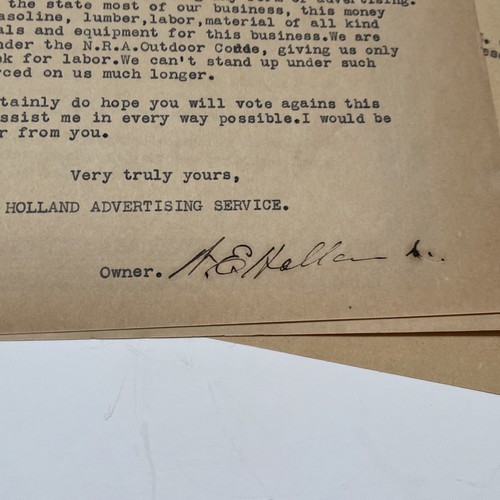 the state most of our business, this money
asoline, lumber,labor,material of all kind
als and equipment for this business.We are
nder the N.R.A.Outdoor Codde, giving us only
ek for labor.We can't stand up under such
rced on us much longer.
tainly do hope you will vote agains this
ssist me in every way possible.I would be
r from you.
Very truly yours,
HOLLAND ADVERTISING SERVICE.
Owner. E Hollan